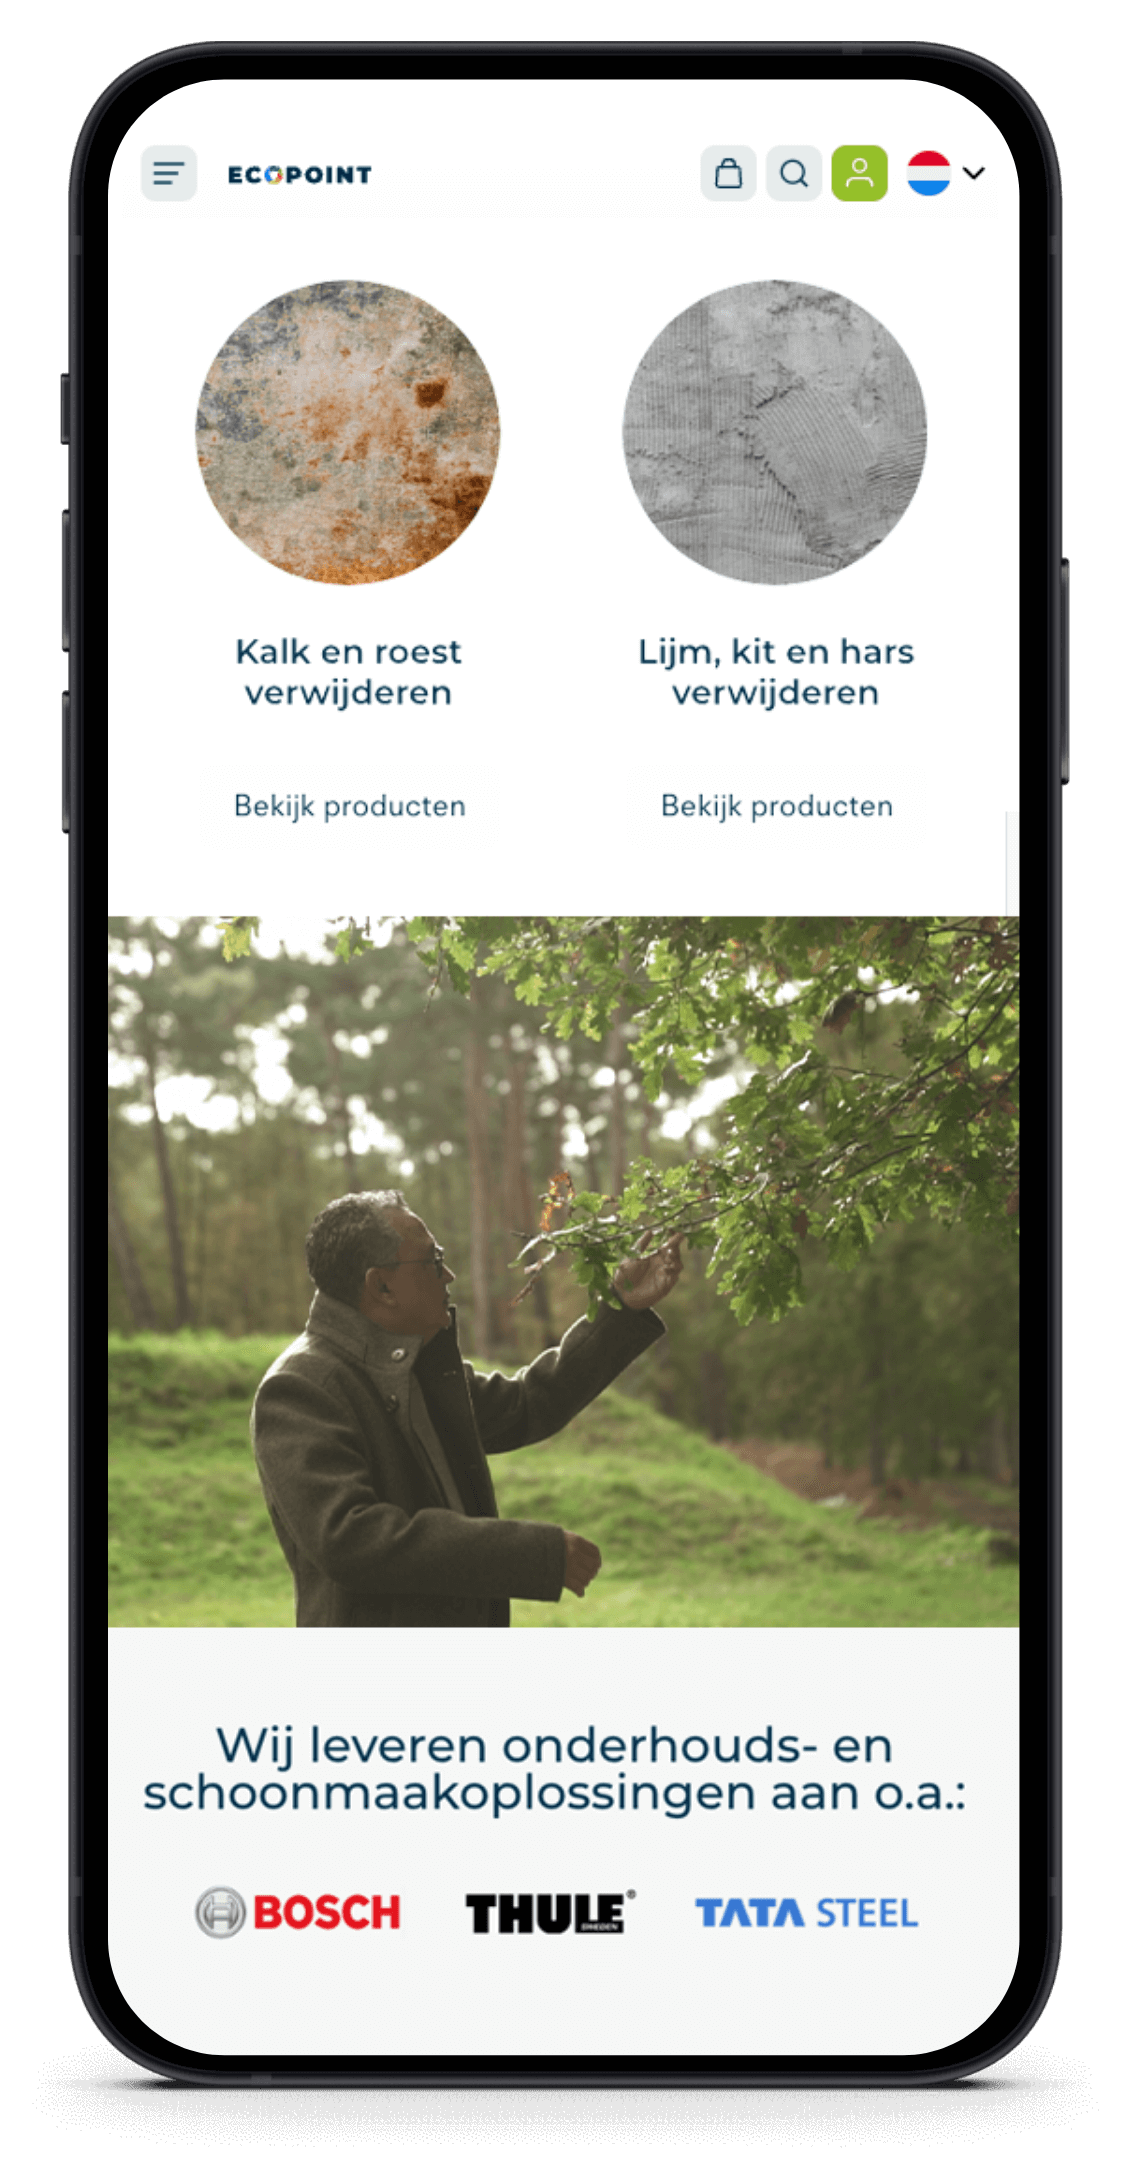 ECOPOINT
Kalk en roest
verwijderen
Lijm, kit en hars
verwijderen
Bekijk producten
Bekijk producten
Wij leveren onderhouds- en
schoonmaakoplossingen aan o.a.:
BOSCH
THULE®
SWEDEN
TATA STEEL